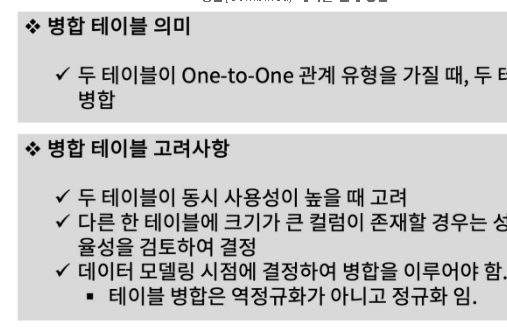 ❖ 병합 테이블 의미
✓ 두 테이블이 One-to-One 관계 유형을 가질 때, 두
병합
❖ 병합 테이블 고려사항
✓ 두 테이블이 동시 사용성이 높을 때 고려
✓ 다른 한 테이블에 크기가 큰 컬럼이 존재할 경우는
율성을 검토하여 결정
✓ 데이터 모델링 시점에 결정하여 병합을 이루어야 함.
▪ 테이블 병합은 역정규화가 아니고 정규화 임.